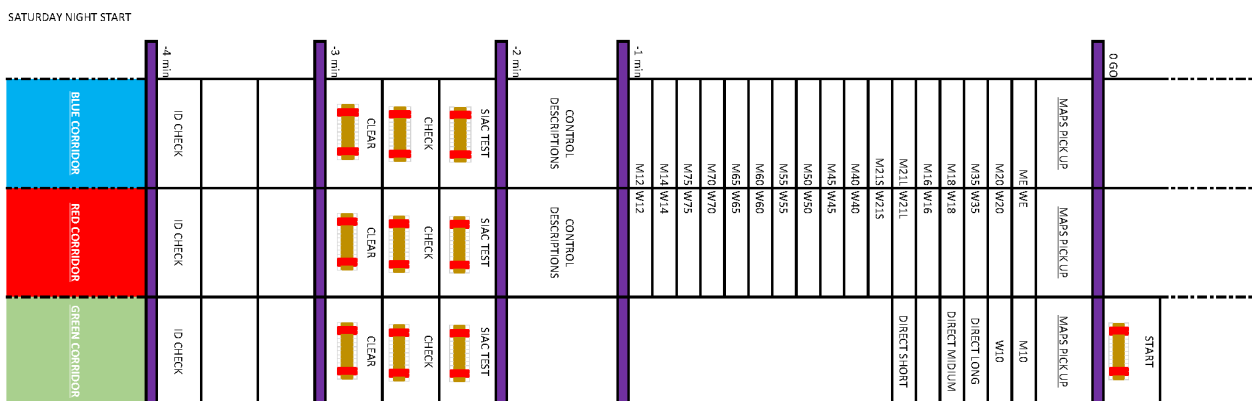 SATURDAY NIGHT START
-4 min
-3 min
-2 min
-1 min
0 GO
BLUE CORRIDOR
ID CHECK
CLEAR
CHECK
SIAC TEST
CONTROL
DESCRIPTIONS
MAPS PICK UP
M12 W12
M14 W14
M75 W75
M70 W70
M65 W65
M60 W60
M55 W55
M50 W50
M45 W45
M40 W40
M21S W21S
M21L W21L
M16 W16
M18 W18
M35 W35
M20 W20
ME WE
RED CORRIDOR
ID CHECK
CLEAR
CHECK
SIAC TEST
CONTROL
DESCRIPTIONS
MAPS PICK UP
GREEN CORRIDOR
ID CHECK
CLEAR
CHECK
SIAC TEST
DIRECT SHORT
DIRECT MIDIUM
DIRECT LONG
W10
M10
MAPS PICK UP
START